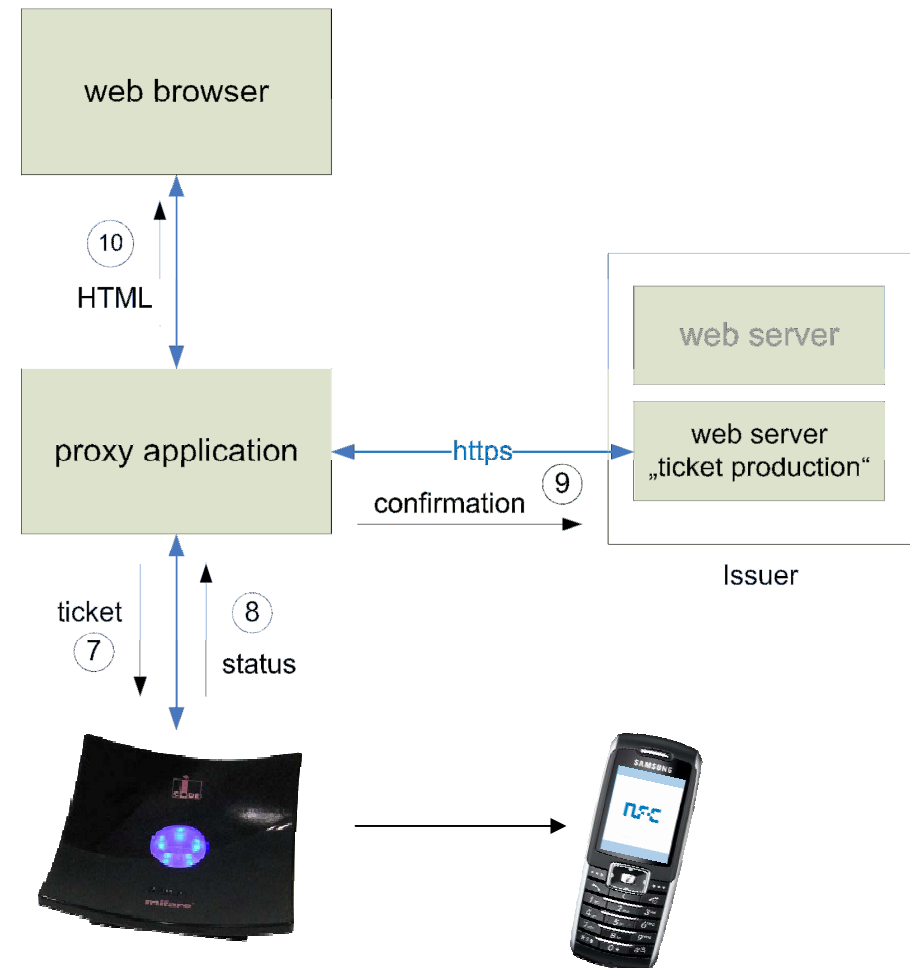 web browser
10
HTML
web server
proxy application
https
web server
„ticket production“
9
confirmation
Issuer
ticket
7
8
status
mifare
SAMSUNG
NFC